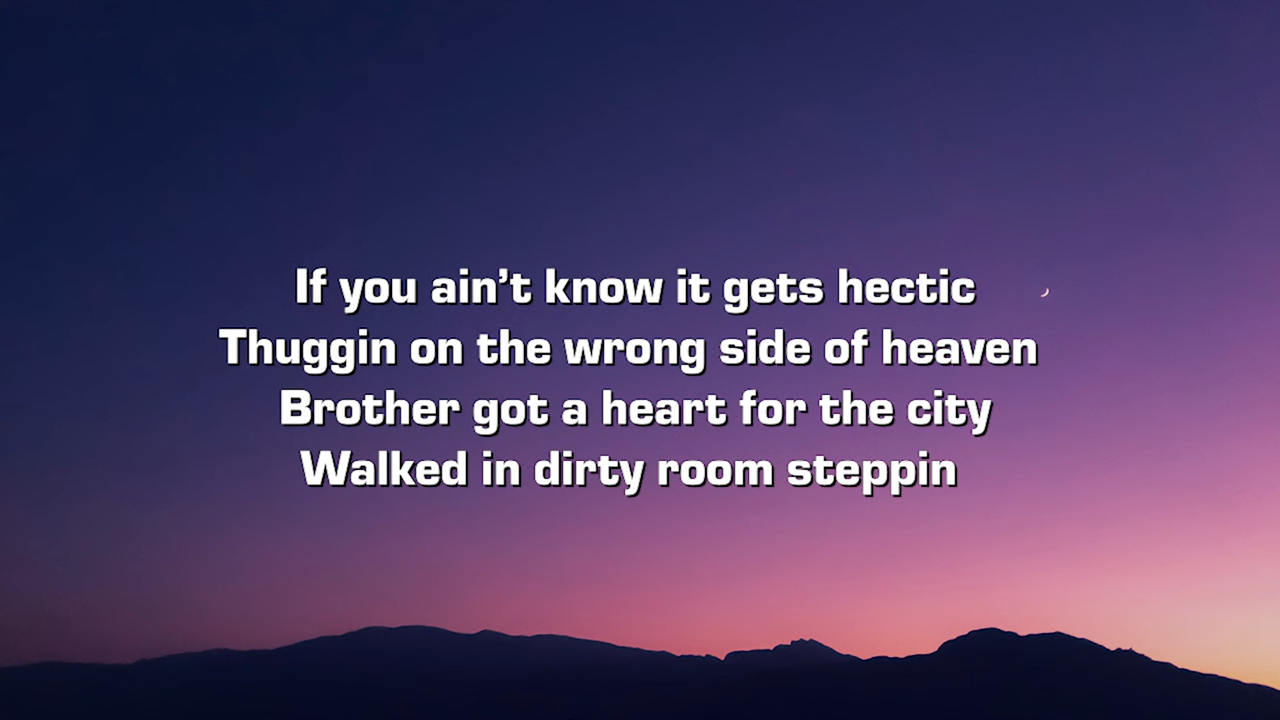 If you ain’t know it gets hectic
Thuggin on the wrong side of heaven
Brother got a heart for the city
Walked in dirty room steppin